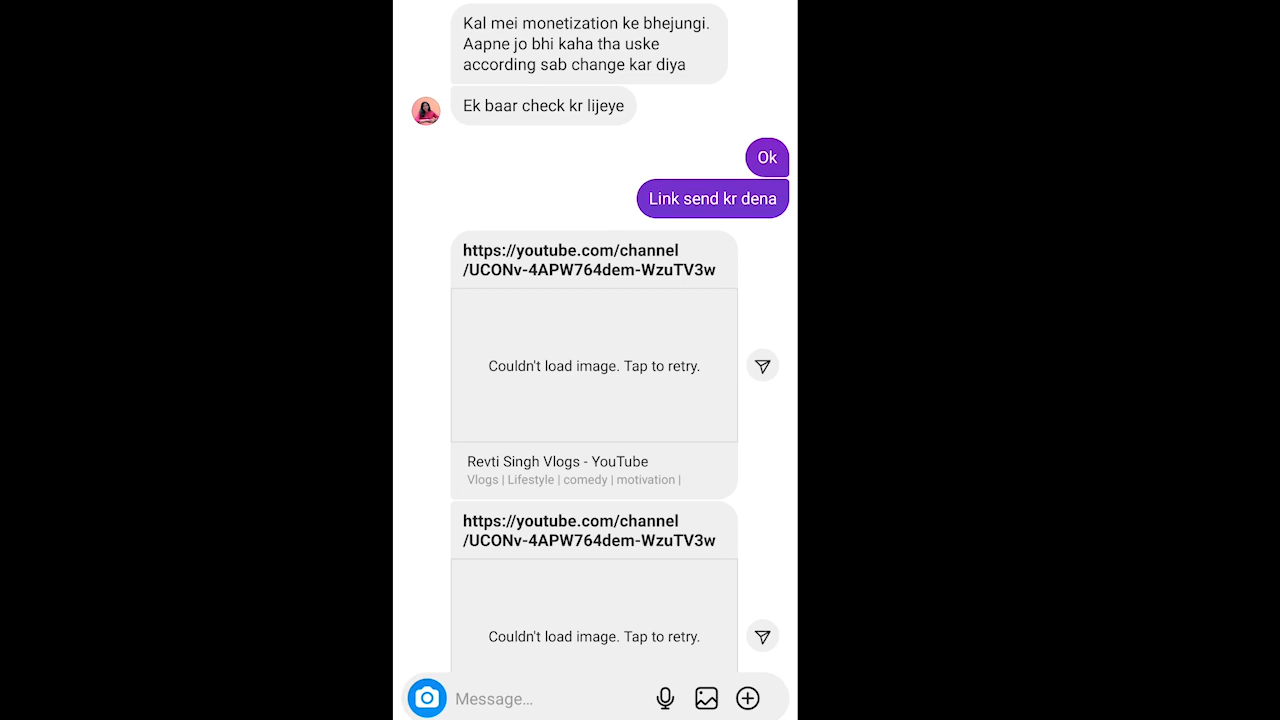 Kal mei monetization ke bhejungi.
Aapne jo bhi kaha tha uske
according sab change kar diya
Ek baar check kr lijeye
Ok
Link send kr dena
https://youtube.com/channel
/UCONv-4APW764dem-WzuTV3w
Couldn't load image. Tap to retry.
Revti Singh Vlogs - YouTube
Vlogs | Lifestyle | comedy | motivation |
https://youtube.com/channel
/UCONv-4APW764dem-WzuTV3w
Couldn't load image. Tap to retry.
Message...